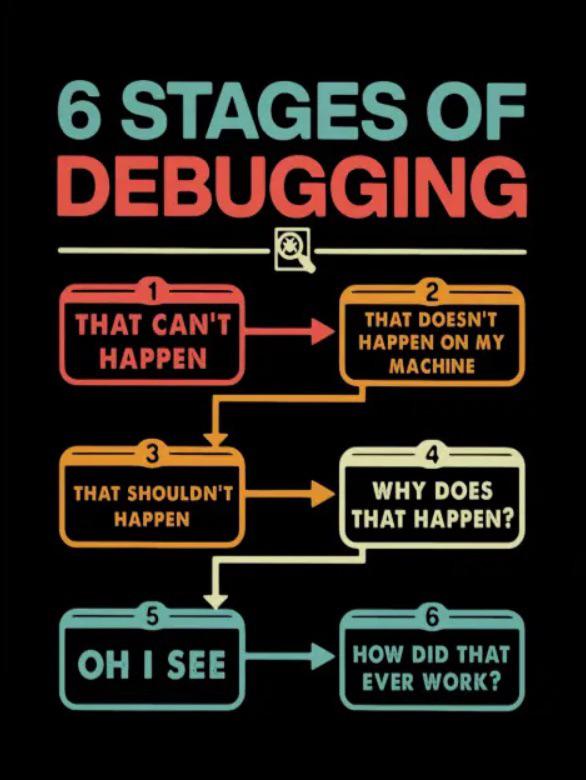 6 STAGES OF
DEBUGGING
1
THAT CAN'T
HAPPEN
2
THAT DOESN'T
HAPPEN ON MY
MACHINE
3
THAT SHOULDN'T
HAPPEN
4
WHY DOES
THAT HAPPEN?
5
OH I SEE
6
HOW DID THAT
EVER WORK?